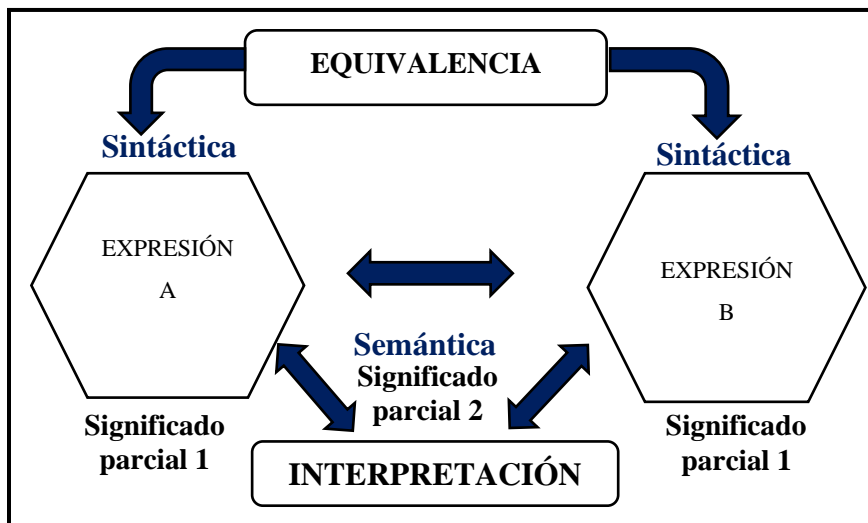 EQUIVALENCIA
Sintáctica
Sintáctica
EXPRESIÓN
A
EXPRESIÓN
B
Semántica
Significado
parcial 2
Significado
parcial 1
Significado
parcial 1
INTERPRETACIÓN